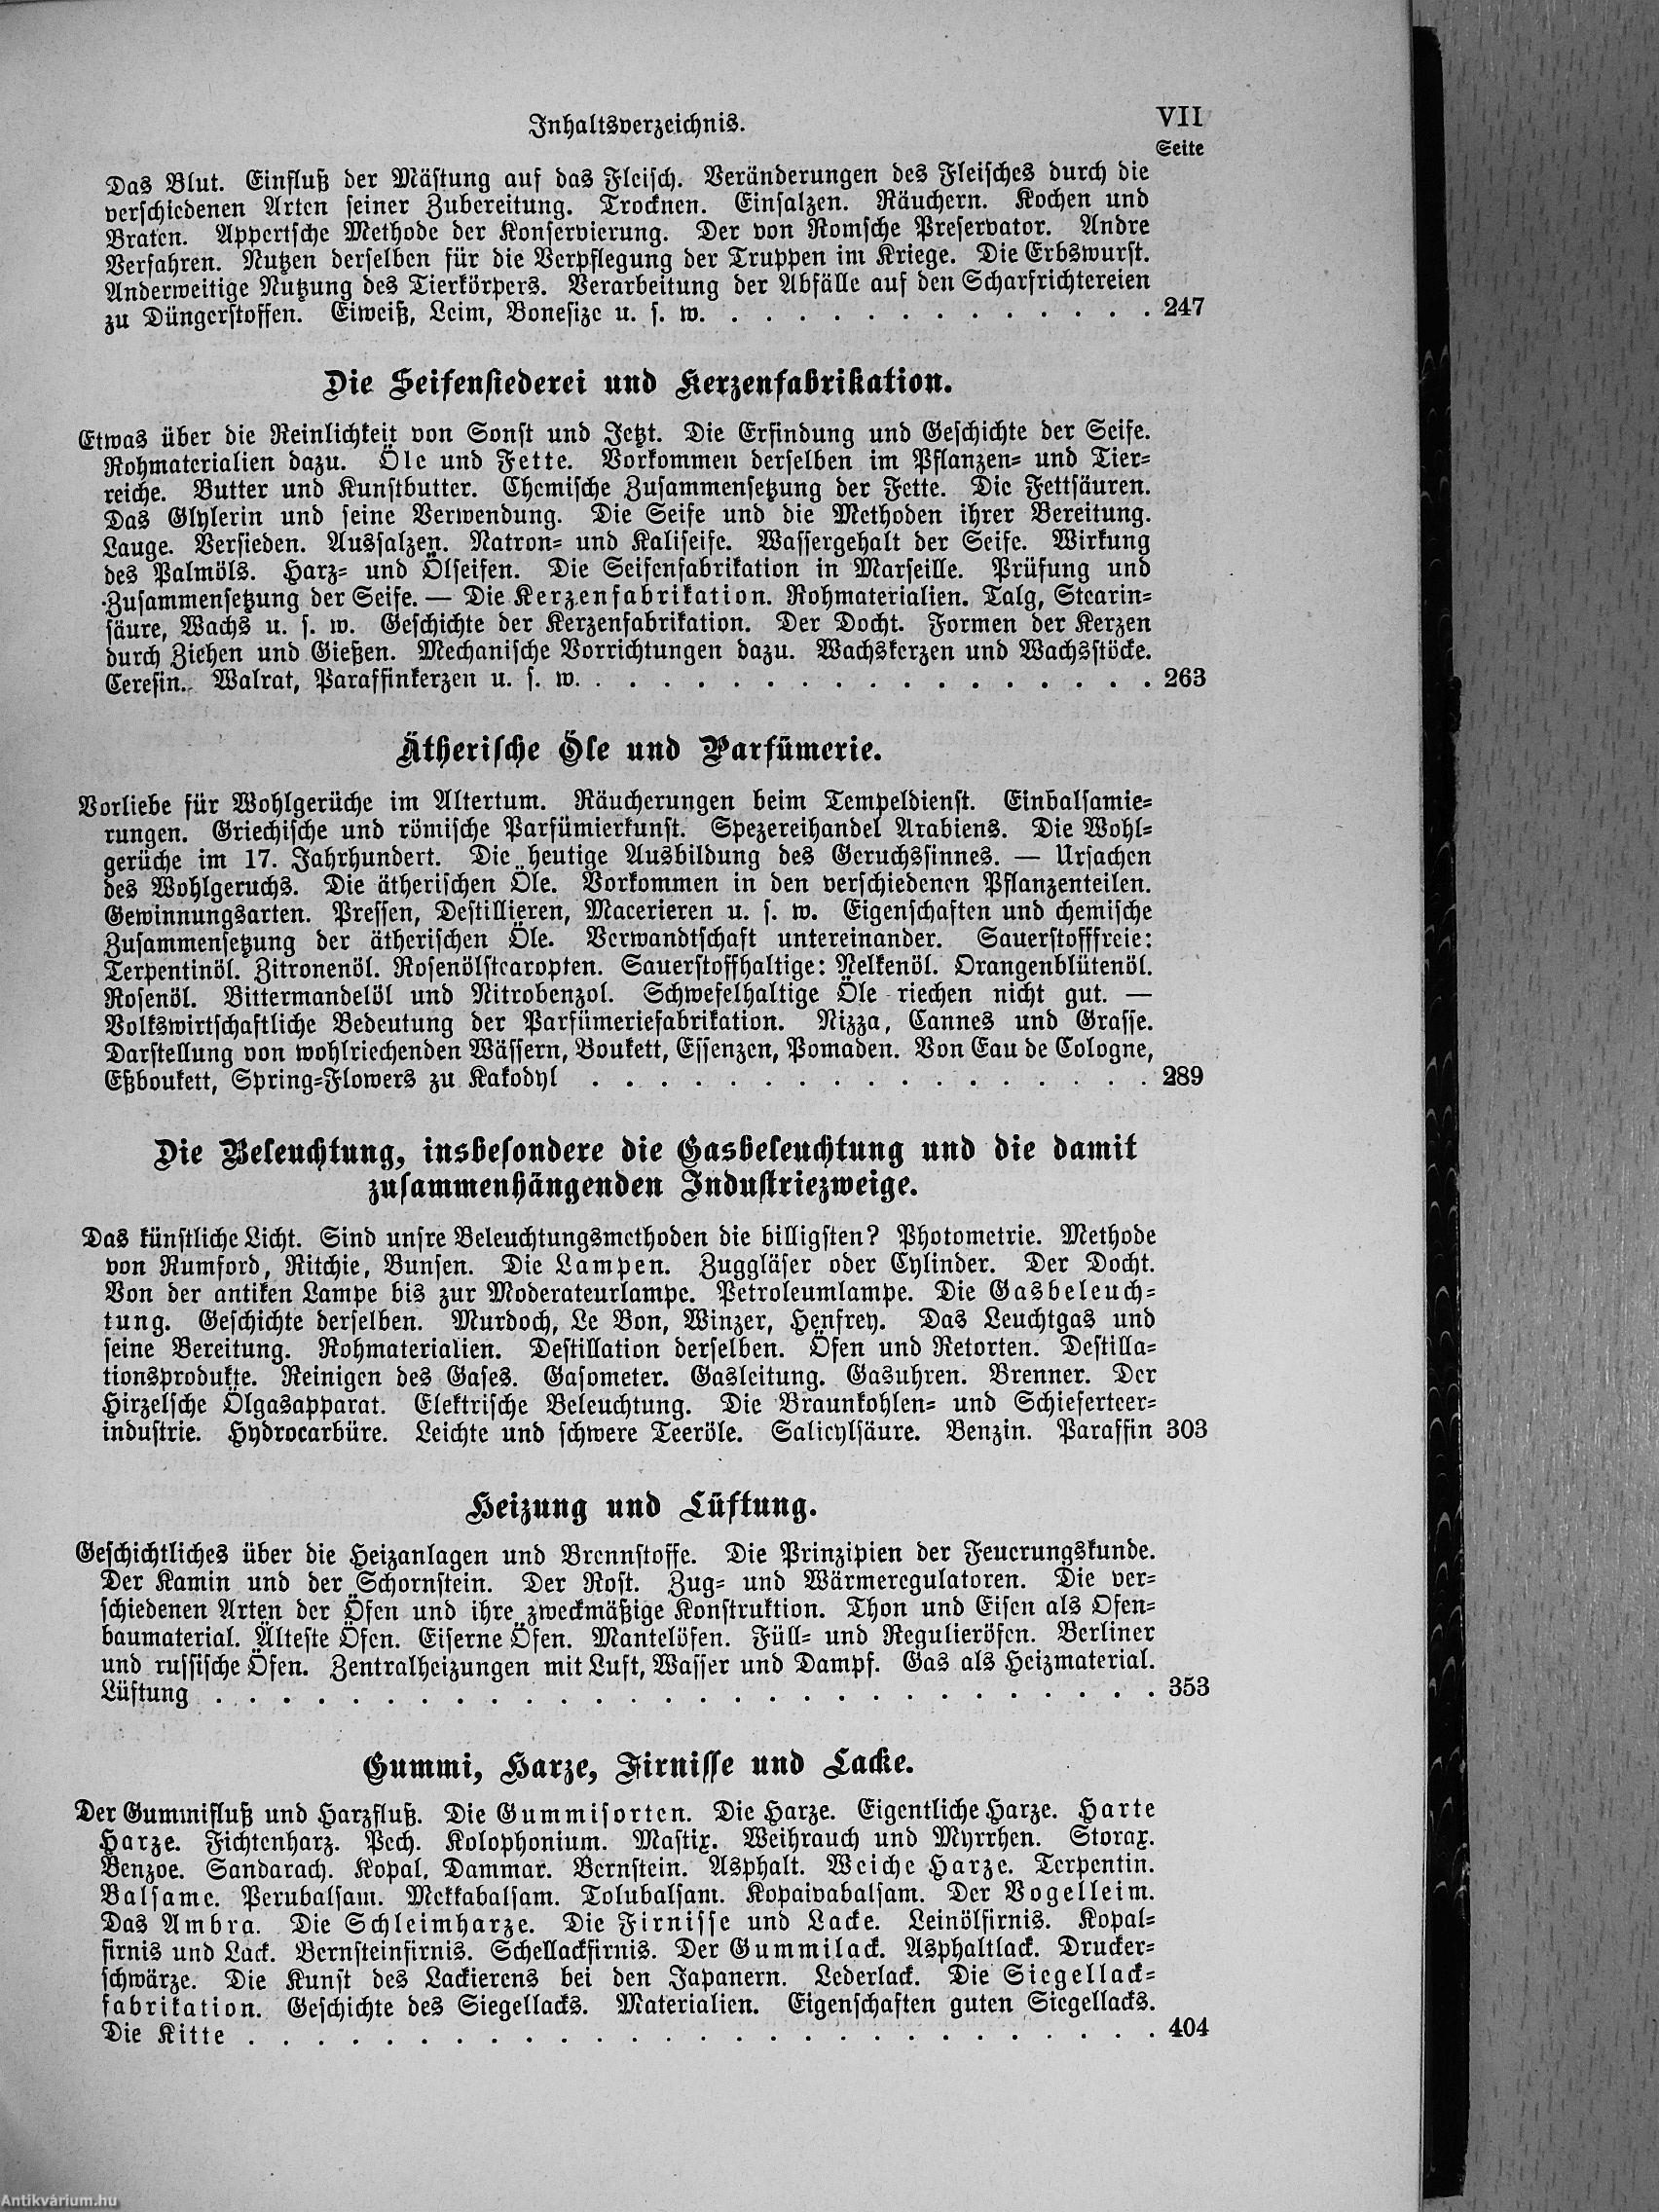 Inhaltsverzeichnis. VII
Seite
Das Blut. Einfluß der Mästung auf das Fleisch. Veränderungen des Fleisches durch die
verschiedenen Arten seiner Zubereitung. Trocknen. Einsalzen. Räuchern. Kochen und
Braten. Appertsche Methode der Konservierung. Der von Romsche Preservator. Andre
Verfahren. Nutzen derselben für die Verpflegung der Truppen im Kriege. Die Erbswurst.
Anderweitige Nutzung des Tierkörpers. Verarbeitung der Abfälle auf den Scharfrichtereien
zu Düngerstoffen. Eiweiß, Leim, Bonesize u. s. w. . . . . . . . . . . . . . 247
Die Seifensiederei und Kerzenfabrikation.
Etwas über die Reinlichkeit von Sonst und Jetzt. Die Erfindung und Geschichte der Seife.
Rohmaterialien dazu. Öle und Fette. Vorkommen derselben im Pflanzen- und Tier-
reiche. Butter und Kunstbutter. Chemische Zusammensetzung der Fette. Die Fettsäuren.
Das Glylerin und seine Verwendung. Die Seife und die Methoden ihrer Bereitung.
Lauge. Versieden. Aussalzen. Natron- und Kaliseife. Wassergehalt der Seife. Wirkung
des Palmöls. Harz- und Ölseifen. Die Seifenfabrikation in Marseille. Prüfung und
Zusammensetzung der Seife. — Die Kerzenfabrikation. Rohmaterialien. Talg, Stearin-
säure, Wachs u. s. w. Geschichte der Kerzenfabrikation. Der Docht. Formen der Kerzen
durch Ziehen und Gießen. Mechanische Vorrichtungen dazu. Wachskerzen und Wachsstöcke.
Ceresin. Walrat, Paraffinkerzen u. s. w. . . . . . . . . . . . . . . . . . . 263
Ätherische Öle und Parfümerie.
Vorliebe für Wohlgerüche im Altertum. Räucherungen beim Tempeldienst. Einbalsamie-
rungen. Griechische und römische Parfümierkunst. Spezereihandel Arabiens. Die Wohl-
gerüche im 17. Jahrhundert. Die heutige Ausbildung des Geruchssinnes. — Ursachen
des Wohlgeruchs. Die ätherischen Öle. Vorkommen in den verschiedenen Pflanzenteilen.
Gewinnungsarten. Pressen, Destillieren, Macerieren u. s. w. Eigenschaften und chemische
Zusammensetzung der ätherischen Öle. Verwandtschaft untereinander. Sauerstofffreie:
Terpentinöl. Zitronenöl. Rosenölstearopten. Sauerstoffhaltige: Nelkenöl. Orangenblütenöl.
Rosenöl. Bittermandelöl und Nitrobenzol. Schwefelhaltige Öle riechen nicht gut. —
Volkswirtschaftliche Bedeutung der Parfümeriefabrikation. Nizza, Cannes und Grasse.
Darstellung von wohlriechenden Wässern, Boukett, Essenzen, Pomaden. Von Eau de Cologne,
Eßboukett, Spring-Flowers zu Kakodyl . . . . . . . . . . . . . . . . . 289
Die Beleuchtung, insbesondere die Gasbeleuchtung und die damit
zusammenhängenden Industriezweige.
Das künstliche Licht. Sind unsre Beleuchtungsmethoden die billigsten? Photometrie. Methode
von Rumford, Ritchie, Bunsen. Die Lampen. Zuggläser oder Cylinder. Der Docht.
Von der antiken Lampe bis zur Moderateurlampe. Petroleumlampe. Die Gasbeleuch-
tung. Geschichte derselben. Murdoch, Le Bon, Winzer, Henfrey. Das Leuchtgas und
seine Bereitung. Rohmaterialien. Destillation derselben. Öfen und Retorten. Destilla-
tionsprodukte. Reinigen des Gases. Gasometer. Gasleitung. Gasuhren. Brenner. Der
Hirzelsche Ölgasapparat. Elektrische Beleuchtung. Die Braunkohlen- und Schieferteer-
industrie. Hydrocarbüre. Leichte und schwere Teeröle. Salicylsäure. Benzin. Paraffin 303
Heizung und Lüftung.
Geschichtliches über die Heizanlagen und Brennstoffe. Die Prinzipien der Feuerungskunde.
Der Kamin und der Schornstein. Der Rost. Zug- und Wärmeregulatoren. Die ver-
schiedenen Arten der Öfen und ihre zweckmäßige Konstruktion. Thon und Eisen als Ofen-
baumaterial. Älteste Öfen. Eiserne Öfen. Mantelöfen. Füll- und Regulieröfen. Berliner
und russische Öfen. Zentralheizungen mit Luft, Wasser und Dampf. Gas als Heizmaterial.
Lüftung . . . . . . . . . . . . . . . . . . . . . . . . . . . . 353
Gummi, Harze, Firnisse und Lacke.
Der Gummifluß und Harzfluß. Die Gummisorten. Die Harze. Eigentliche Harze. Harte
Harze. Fichtenharz. Pech. Kolophonium. Mastix. Weihrauch und Myrrhen. Storax.
Benzoe. Sandarach. Kopal. Dammar. Bernstein. Asphalt. Weiche Harze. Terpentin.
Balsame. Perubalsam. Mekkabalsam. Tolubalsam. Kopaivabalsam. Der Vogelleim.
Das Ambra. Die Schleimharze. Die Firnisse und Lacke. Leinölfirnis. Kopal-
firnis und Lack. Bernsteinfirnis. Schellackfirnis. Der Gummilack. Asphaltlack. Drucker-
schwärze. Die Kunst des Lackierens bei den Japanern. Lederlack. Die Siegellack-
fabrikation. Geschichte des Siegellacks. Materialien. Eigenschaften guten Siegellacks.
Die Kitte . . . . . . . . . . . . . . . . . . . . . . . . . . . 404
Antikvárium.hu